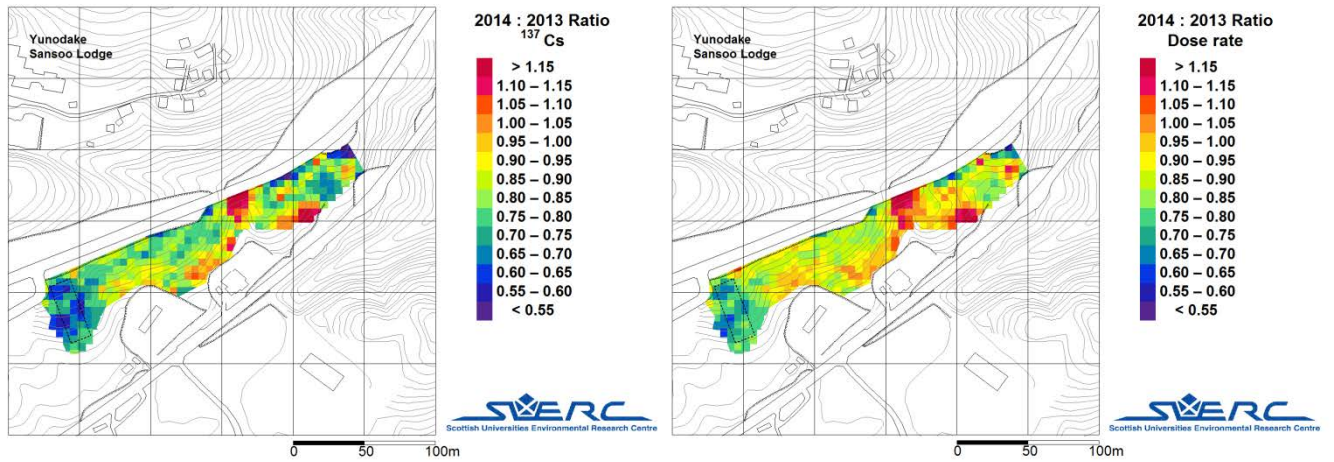 Yunodake
Sansoo Lodge
2014 : 2013 Ratio
137 Cs
> 1.15
1.10 – 1.15
1.05 – 1.10
1.00 – 1.05
0.95 – 1.00
0.90 – 0.95
0.85 – 0.90
0.80 – 0.85
0.75 – 0.80
0.70 – 0.75
0.65 – 0.70
0.60 – 0.65
0.55 – 0.60
< 0.55
SUERC
Scottish Universities Environmental Research Centre
0 50 100m
Yunodake
Sansoo Lodge
2014 : 2013 Ratio
Dose rate
> 1.15
1.10 – 1.15
1.05 – 1.10
1.00 – 1.05
0.95 – 1.00
0.90 – 0.95
0.85 – 0.90
0.80 – 0.85
0.75 – 0.80
0.70 – 0.75
0.65 – 0.70
0.60 – 0.65
0.55 – 0.60
< 0.55
SUERC
Scottish Universities Environmental Research Centre
0 50 100m